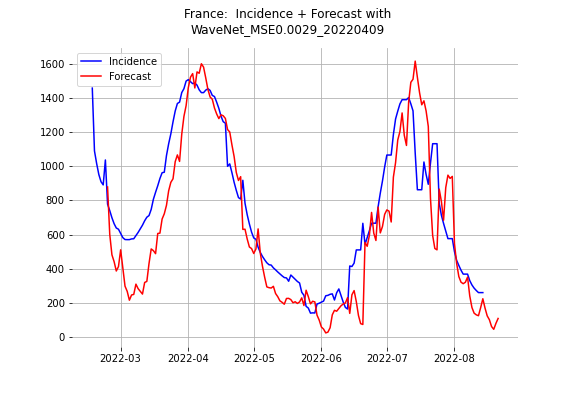 France:  Incidence + Forecast with
WaveNet_MSE0.0029_20220409
Incidence
Forecast
1600
1400
1200
1000
800
600
400
200
0
2022-03 2022-04 2022-05 2022-06 2022-07 2022-08